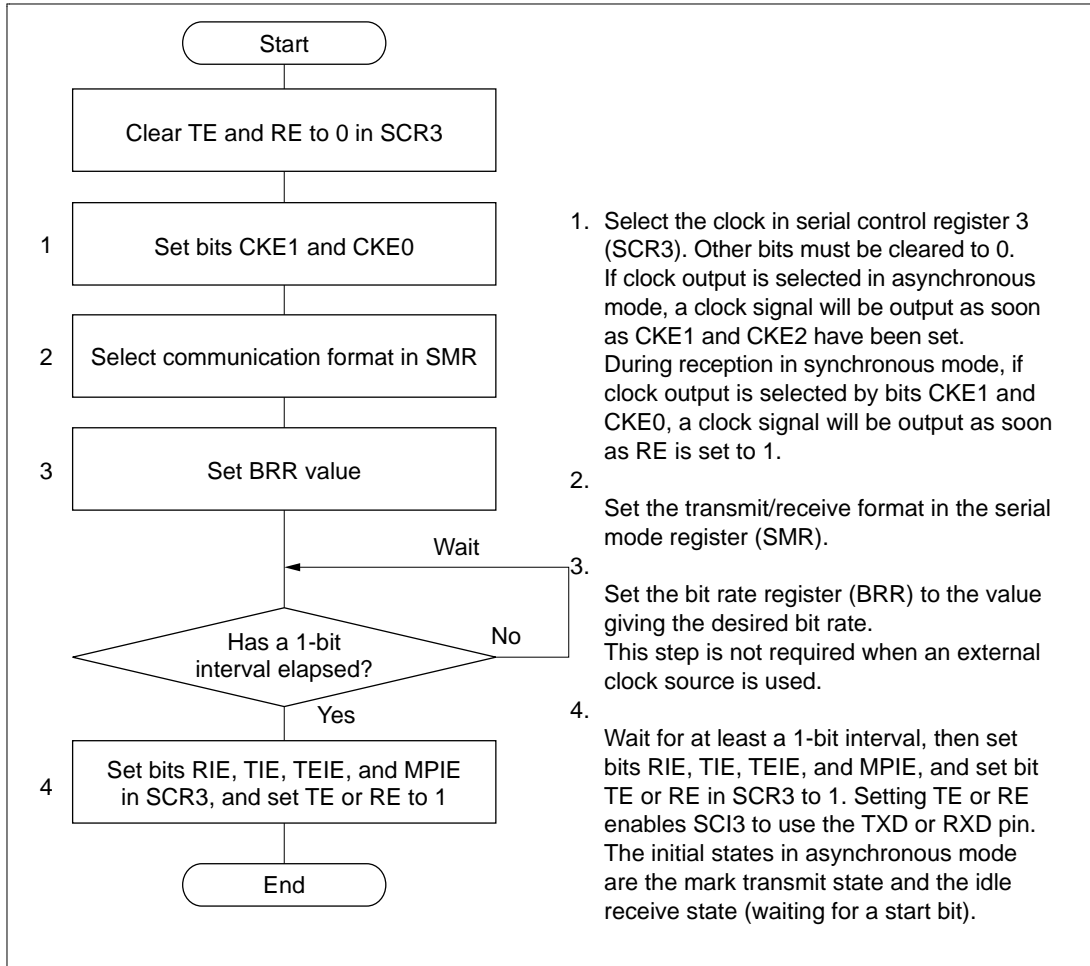 Start
Clear TE and RE to 0 in SCR3
1
Set bits CKE1 and CKE0
2
Select communication format in SMR
3
Set BRR value
Wait
Has a 1-bit
interval elapsed?
No
Yes
4
Set bits RIE, TIE, TEIE, and MPIE
in SCR3, and set TE or RE to 1
End
1. Select the clock in serial control register 3
(SCR3). Other bits must be cleared to 0.
If clock output is selected in asynchronous
mode, a clock signal will be output as soon
as CKE1 and CKE2 have been set.
During reception in synchronous mode, if
clock output is selected by bits CKE1 and
CKE0, a clock signal will be output as soon
as RE is set to 1.
2.
Set the transmit/receive format in the serial
mode register (SMR).
3.
Set the bit rate register (BRR) to the value
giving the desired bit rate.
This step is not required when an external
clock source is used.
4.
Wait for at least a 1-bit interval, then set
bits RIE, TIE, TEIE, and MPIE, and set bit
TE or RE in SCR3 to 1. Setting TE or RE
enables SCI3 to use the TXD or RXD pin.
The initial states in asynchronous mode
are the mark transmit state and the idle
receive state (waiting for a start bit).